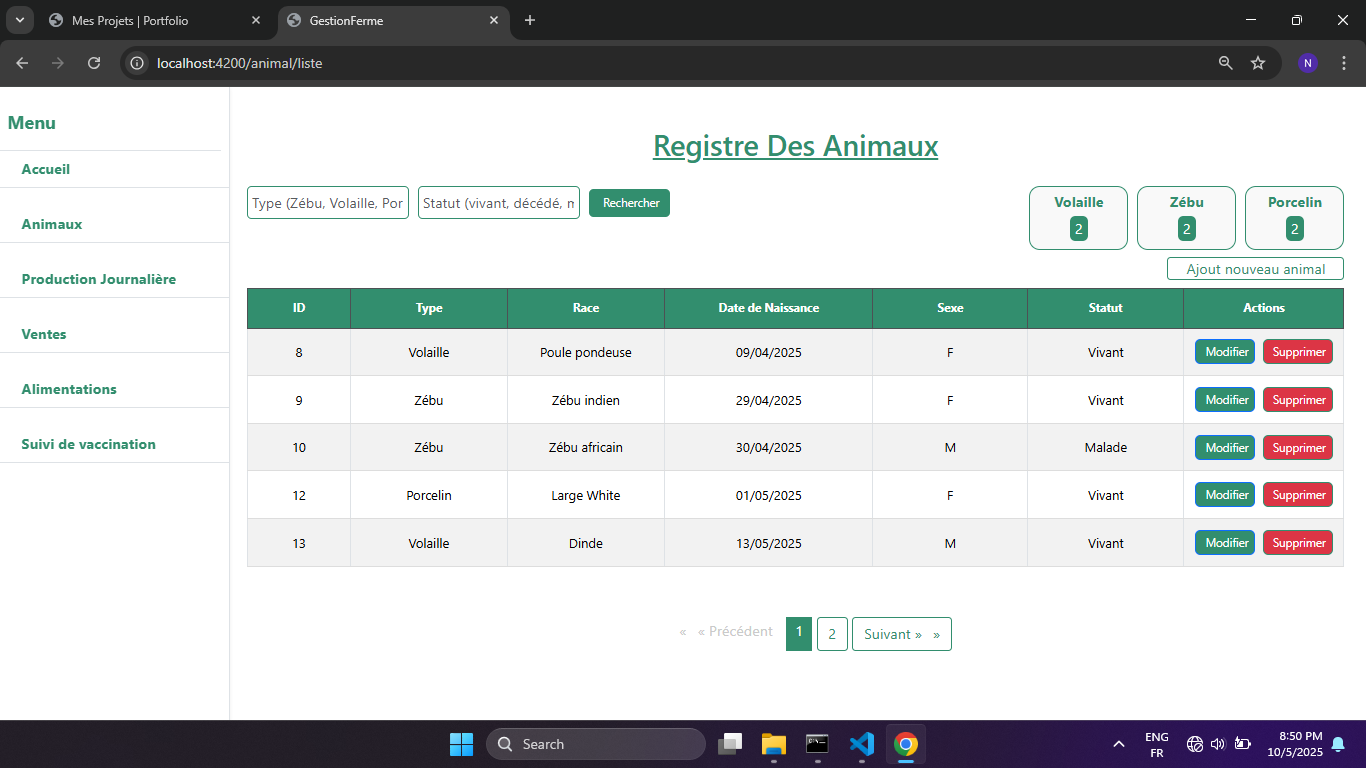 Mes Projets | Portfolio
GestionFerme
localhost:4200/animal/liste
N
Menu
Accueil
Animaux
Production Journalière
Ventes
Alimentations
Suivi de vaccination
Registre Des Animaux
Type (Zébu, Volaille, Por
Statut (vivant, décédé, m
Rechercher
Volaille
2
Zébu
2
Porcelin
2
Ajout nouveau animal
ID Type Race Date de Naissance Sexe Statut Actions
8 Volaille Poule pondeuse 09/04/2025 F Vivant Modifier Supprimer
9 Zébu Zébu indien 29/04/2025 F Vivant Modifier Supprimer
10 Zébu Zébu africain 30/04/2025 M Malade Modifier Supprimer
12 Porcelin Large White 01/05/2025 F Vivant Modifier Supprimer
13 Volaille Dinde 13/05/2025 M Vivant Modifier Supprimer
« « Précédent 1 2 Suivant » »
Search
ENG
FR
8:50 PM
10/5/2025